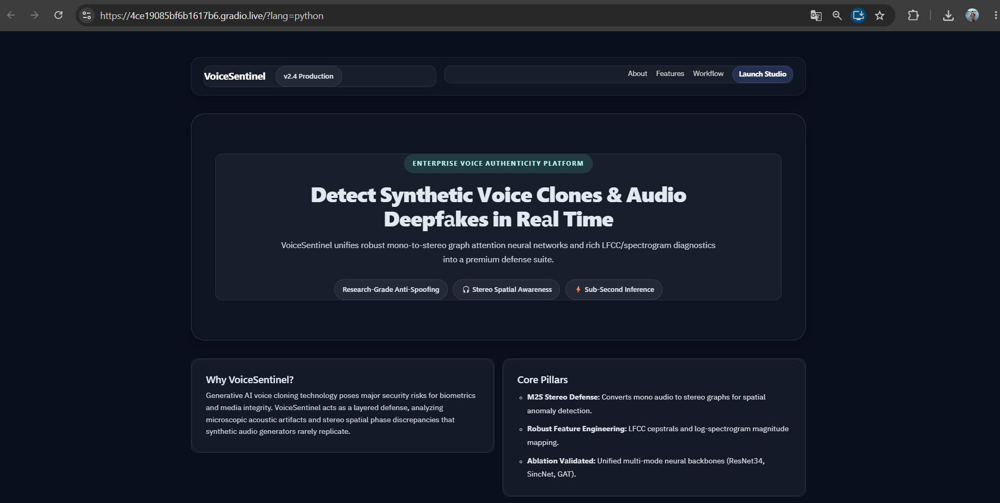 https://4ce19085bf6b1617b6.gradio.live/?lang=python
VoiceSentinel
v2.4 Production
About
Features
Workflow
Launch Studio
ENTERPRISE VOICE AUTHENTICITY PLATFORM
Detect Synthetic Voice Clones & Audio
Deepfakes in Real Time
VoiceSentinel unifies robust mono-to-stereo graph attention neural networks and rich LFCC/spectrogram diagnostics
into a premium defense suite.
Research-Grade Anti-Spoofing
Stereo Spatial Awareness
Sub-Second Inference
Why VoiceSentinel?
Generative AI voice cloning technology poses major security risks for biometrics
and media integrity. VoiceSentinel acts as a layered defense, analyzing
microscopic acoustic artifacts and stereo spatial phase discrepancies that
synthetic audio generators rarely replicate.
Core Pillars
M2S Stereo Defense: Converts mono audio to stereo graphs for spatial
anomaly detection.
Robust Feature Engineering: LFCC cepstrals and log-spectrogram magnitude
mapping.
Ablation Validated: Unified multi-mode neural backbones (ResNet34,
SincNet, GAT).